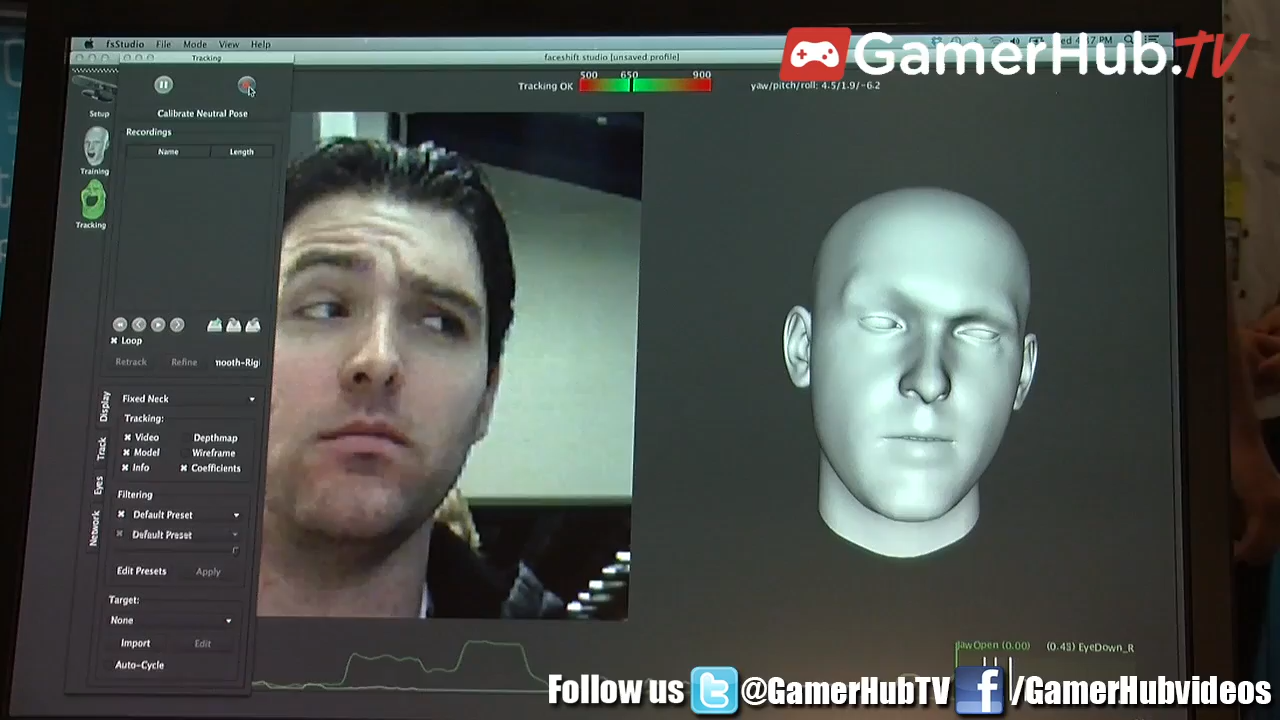 fsStudio File Mode View Help
GamerHub.TV
Tracking
faceshift studio [unsaved profile]
500 650 900
Tracking OK
yaw/pitch/roll: 4.5/1.9/-6.2
Setup
Calibrate Neutral Pose
Recordings
Name Length
Training
Tracking
Loop
Retrack Refine mooth-Rig
Fixed Neck
Display
Tracking:
Video Depthmap
Track
Model Wireframe
Info Coefficients
Eyes
Filtering
Default Preset
Network
Default Preset
Edit Presets Apply
Target:
None
Import Edit
Auto-Cycle
JawOpen (0.00) (0.43) EyeDown_R
Follow us @GamerHubTV f /GamerHubvideos